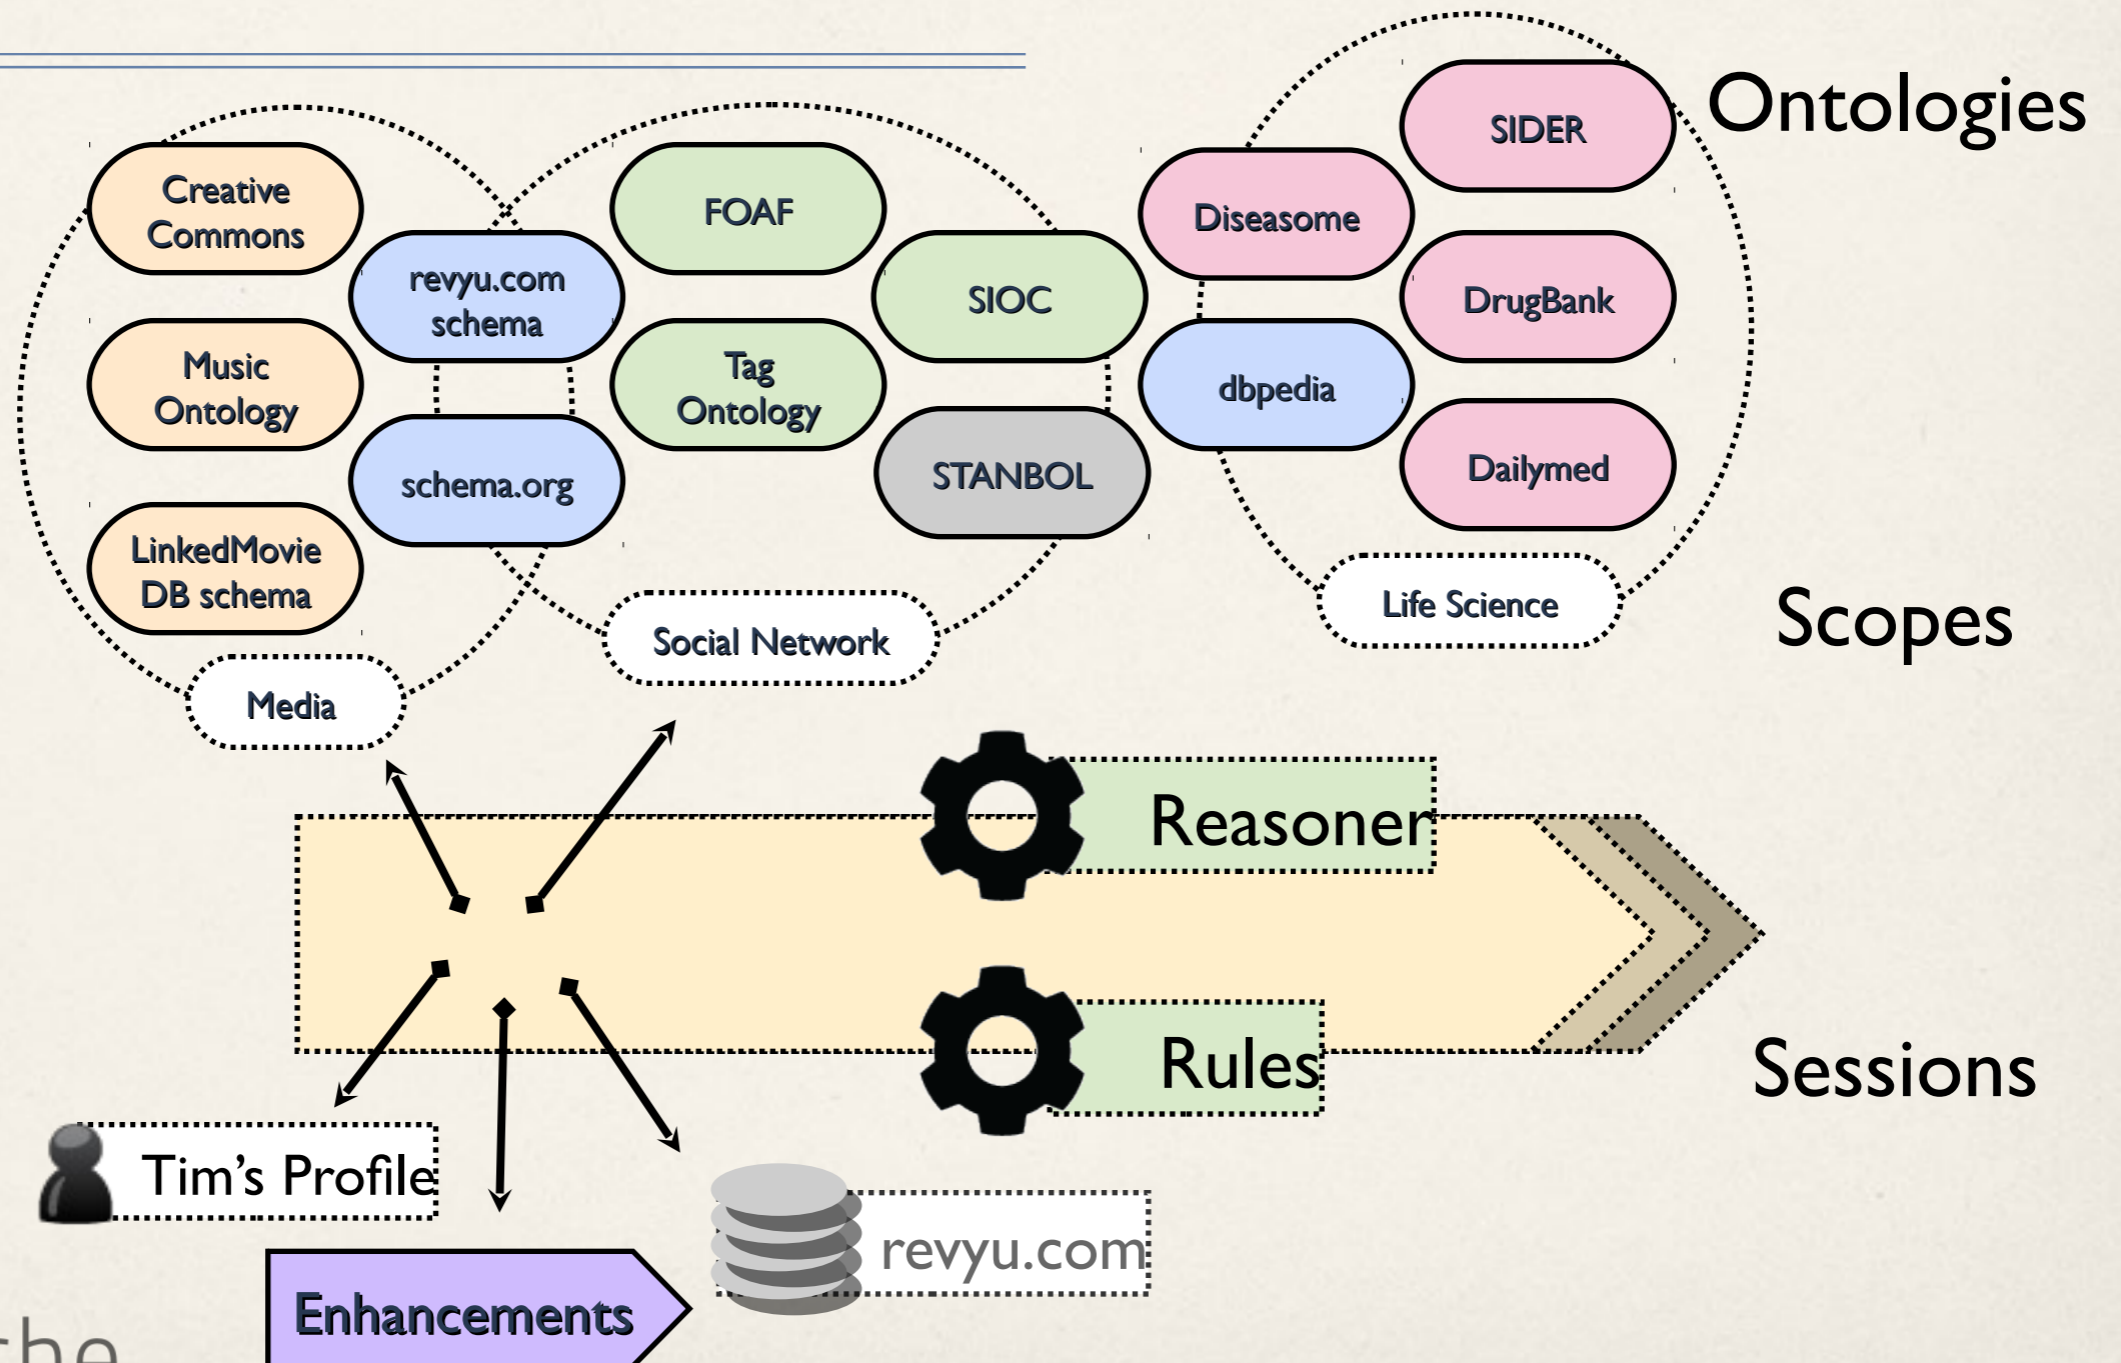 Ontologies
SIDER
Creative
Commons
FOAF
Diseasome
revyu.com
schema
SIOC
DrugBank
Music
Ontology
Tag
Ontology
dbpedia
schema.org
STANBOL
Dailymed
LinkedMovie
DB schema
Life Science
Scopes
Social Network
Media
Reasoner
Rules
Sessions
Tim's Profile
revyu.com
Enhancements